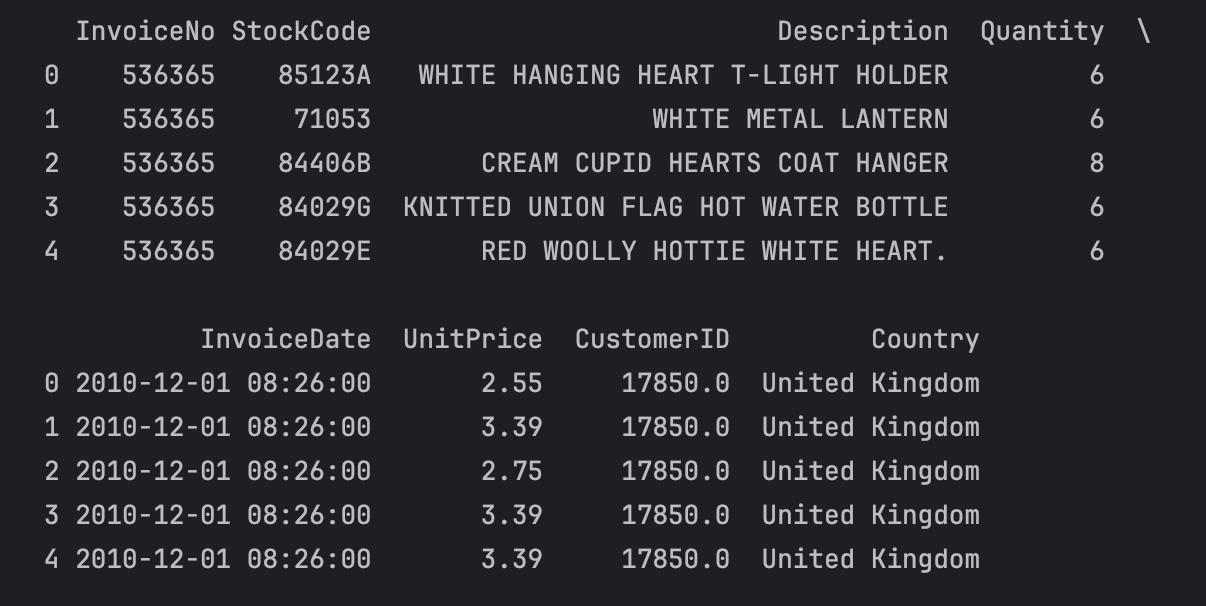 InvoiceNo StockCode Description Quantity \
0 536365 85123A WHITE HANGING HEART T-LIGHT HOLDER 6
1 536365 71053 WHITE METAL LANTERN 6
2 536365 84406B CREAM CUPID HEARTS COAT HANGER 8
3 536365 84029G KNITTED UNION FLAG HOT WATER BOTTLE 6
4 536365 84029E RED WOOLLY HOTTIE WHITE HEART. 6
InvoiceDate UnitPrice CustomerID Country
0 2010-12-01 08:26:00 2.55 17850.0 United Kingdom
1 2010-12-01 08:26:00 3.39 17850.0 United Kingdom
2 2010-12-01 08:26:00 2.75 17850.0 United Kingdom
3 2010-12-01 08:26:00 3.39 17850.0 United Kingdom
4 2010-12-01 08:26:00 3.39 17850.0 United Kingdom